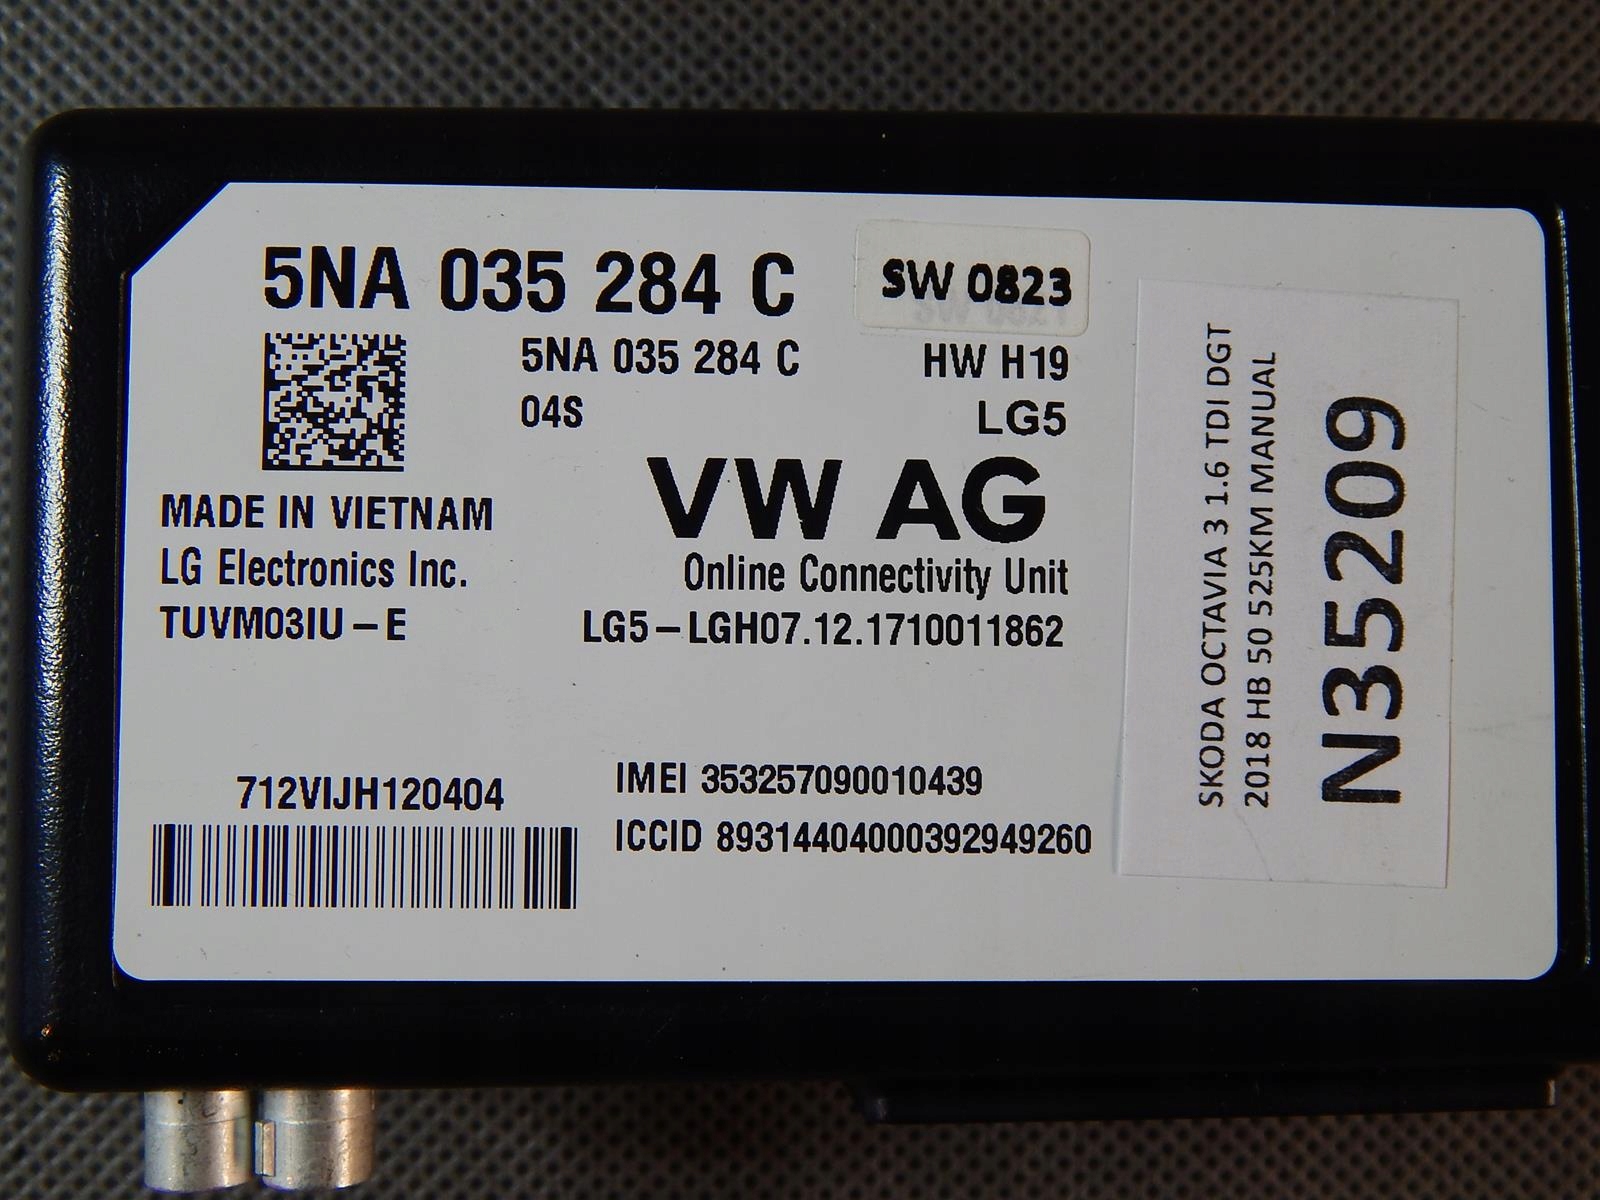 5NA 035 284 C
SW 0823
5NA 035 284 C
HW H19
04S
LG5
MADE IN VIETNAM
VW AG
LG Electronics Inc.
Online Connectivity Unit
TUVM03IU-E
LG5-LGH07.12.1710011862
712VIJH120404
IMEI 353257090010439
ICCID 89314404000392949260
SKODA OCTAVIA 3 1.6 TDI DGT
2018 HB 50 525KM MANUAL
N35209